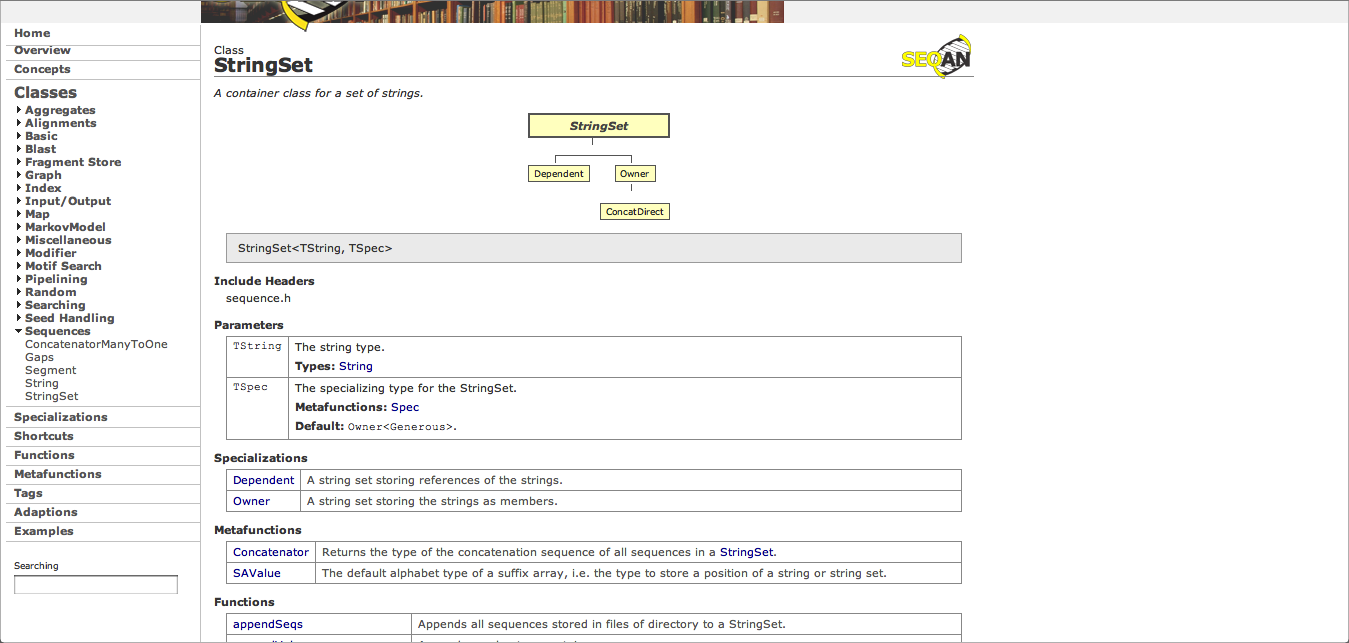 Home
Overview
Concepts
Classes
Aggregates
Alignments
Basic
Blast
Fragment Store
Graph
Index
Input/Output
Map
MarkovModel
Miscellaneous
Modifier
Motif Search
Pipelining
Random
Searching
Seed Handling
Sequences
ConcatenatorManyToOne
Gaps
Segment
String
StringSet
Specializations
Shortcuts
Functions
Metafunctions
Tags
Adaptions
Examples
Searching
Class
StringSet
SEQAN
A container class for a set of strings.
StringSet
Dependent
Owner
ConcatDirect
StringSet<TString, TSpec>
Include Headers
sequence.h
Parameters
TString
The string type.
Types: String
TSpec
The specializing type for the StringSet.
Metafunctions: Spec
Default: Owner<Generous>.
Specializations
Dependent
A string set storing references of the strings.
Owner
A string set storing the strings as members.
Metafunctions
Concatenator
Returns the type of the concatenation sequence of all sequences in a StringSet.
SAValue
The default alphabet type of a suffix array, i.e. the type to store a position of a string or string set.
Functions
appendSeqs
Appends all sequences stored in files of directory to a StringSet.